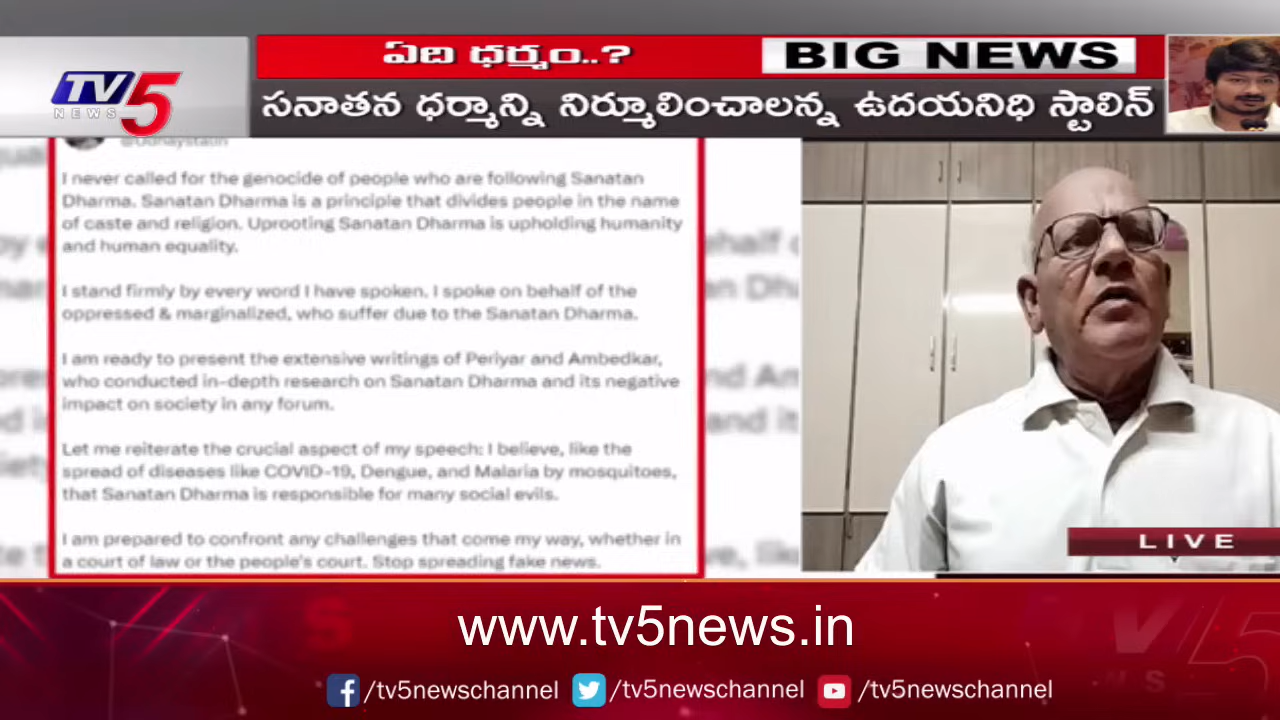 ఏది ధర్మం..?
BIG NEWS
TV5
NEWS
సనాతన ధర్మాన్ని నిర్మూలించాలన్న ఉదయనిధి స్టాలిన్
@Udhaystalin
I never called for the genocide of people who are following Sanatan
Dharma. Sanatan Dharma is a principle that divides people in the name
of caste and religion. Uprooting Sanatan Dharma is upholding humanity
and human equality.
I stand firmly by every word I have spoken. I spoke on behalf of the
oppressed & marginalized, who suffer due to the Sanatan Dharma.
I am ready to present the extensive writings of Periyar and Ambedkar,
who conducted in-depth research on Sanatan Dharma and its negative
impact on society in any forum.
Let me reiterate the crucial aspect of my speech: I believe, like the
spread of diseases like COVID-19, Dengue, and Malaria by mosquitoes,
that Sanatan Dharma is responsible for many social evils.
I am prepared to confront any challenges that come my way, whether in
a court of law or the people's court. Stop spreading fake news.
LIVE
www.tv5news.in
/tv5newschannel
/tv5newschannel
/tv5newschannel